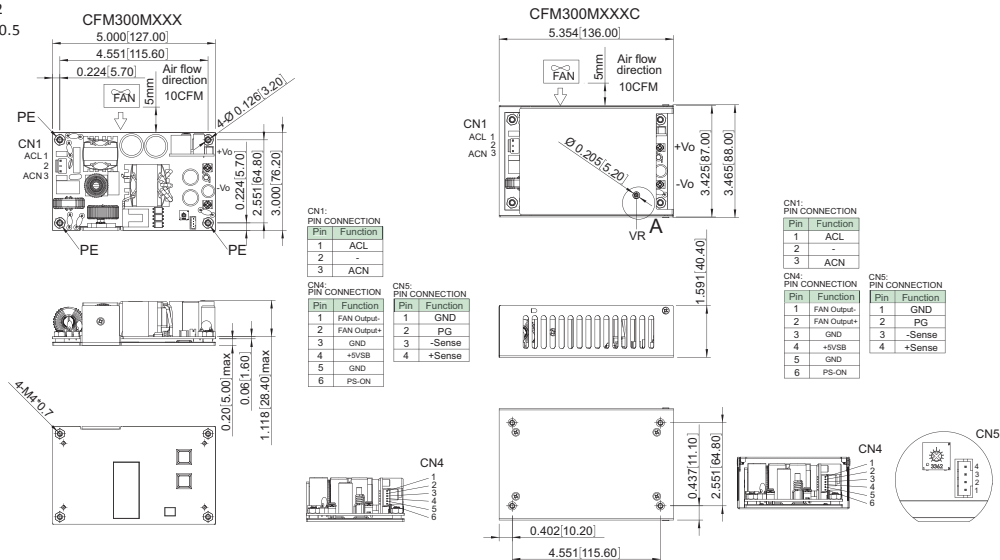 2
0.5
CFM300MXXX
5.000[127.00]
4.551[115.60]
0.224[5.70]
Air flow
direction
10CFM
FAN
5mm
4-Ø 0.126[3.20]
PE
CN1
ACL 1
2
ACN 3
+Vo
-Vo
0.224[5.70]
2.551[64.80]
3.000[76.20]
PE
PE
CN1:
PIN CONNECTION
Pin Function
1 ACL
2 -
3 ACN
CN4:
PIN CONNECTION
Pin Function
1 FAN Output-
2 FAN Output+
3 GND
4 +5VSB
5 GND
6 PS-ON
CN5:
PIN CONNECTION
Pin Function
1 GND
2 PG
3 -Sense
4 +Sense
0.20[5.00]max
0.06[1.60]
1.118[28.40]max
4-M4*0.7
CN4
1
2
3
4
5
6
CFM300MXXXC
5.354[136.00]
FAN
5mm
Air flow
direction
10CFM
CN1
ACL 1
2
ACN 3
Ø 0.205[5.20]
+Vo
-Vo
3.425[87.00]
3.465[88.00]
VR
A
CN1:
PIN CONNECTION
Pin Function
1 ACL
2 -
3 ACN
CN4:
PIN CONNECTION
Pin Function
1 FAN Output-
2 FAN Output+
3 GND
4 +5VSB
5 GND
6 PS-ON
CN5:
PIN CONNECTION
Pin Function
1 GND
2 PG
3 -Sense
4 +Sense
1.591[40.40]
0.437[11.10]
2.551[64.80]
0.402[10.20]
4.551[115.60]
CN4
1
2
3
4
5
6
CN5
4
3
2
1